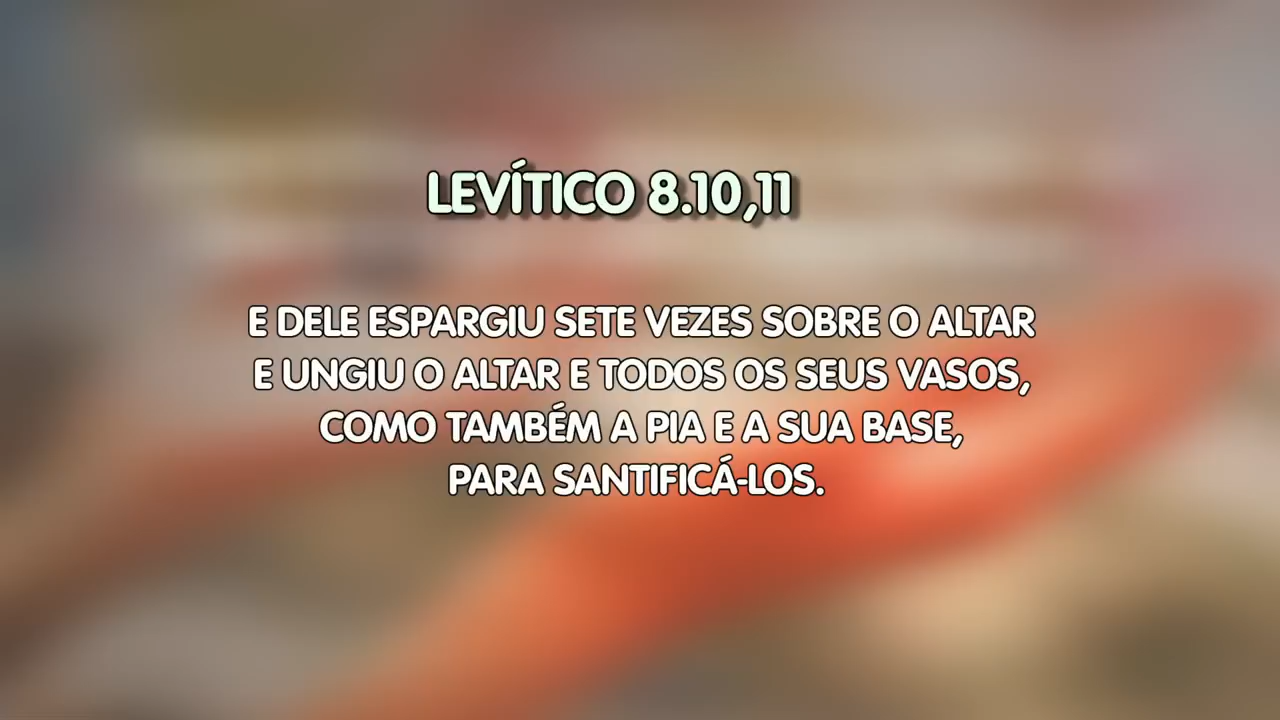 LEVÍTICO 8.10,11
E DELE ESPARGIU SETE VEZES SOBRE O ALTAR
E UNGIU O ALTAR E TODOS OS SEUS VASOS,
COMO TAMBÉM A PIA E A SUA BASE,
PARA SANTIFICÁ-LOS.